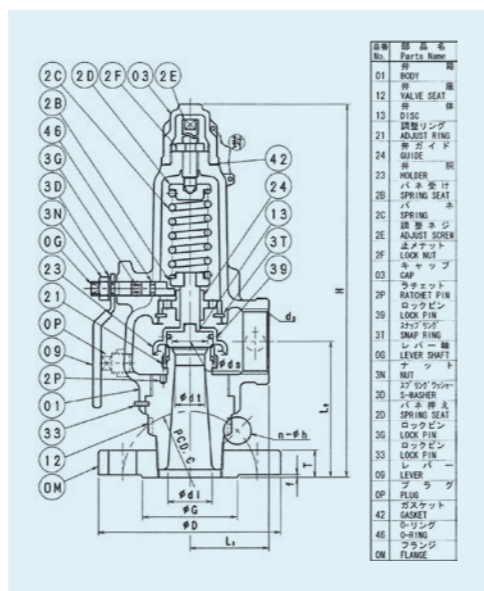 2C
2D
2F
03
2E
2B
46
3G
3D
3N
0G
23
21
0P
09
2P
01
33
12
0M
42
24
13
3T
39
H
d₂
φds
φdt
PCD.C
n-φh
L₂
T
f
φdI
φG
φD
L₁
品番 部品名
No. Parts Name
01 弁箱 BODY
12 弁座 VALVE SEAT
13 弁体 DISC
21 調整リング ADJUST RING
24 弁ガイド GUIDE
23 弁 HOLDER
2B バネ受け SPRING SEAT
2C バネ SPRING
2E 調整ネジ ADJUST SCREW
2F 止メナット LOCK NUT
03 キャップ CAP
2P ラチェット RATCHET PIN
39 ロックピン LOCK PIN
31 スナップリング SNAP RING
0G レバー軸 LEVER SHAFT
3N ナット NUT
3D スプリングワッシャー S-MASHER
2D バネ押え SPRING SEAT
3G ロックピン LOCK PIN
33 ロックピン LOCK PIN
09 レバー LEVER
0P プラグ PLUG
42 ガスケット GASKET
46 O-リング O-RING
0M フランジ FLANGE